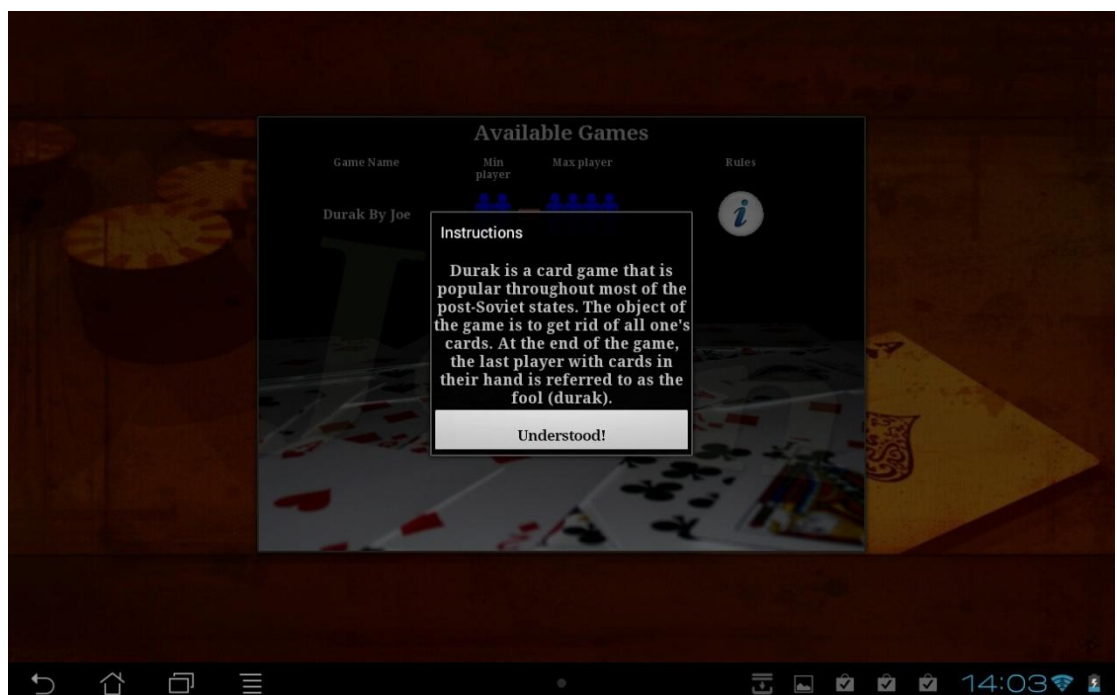 Available Games
Game Name Min player Max player Rules
Durak By Joe
i
Instructions
Durak is a card game that is
popular throughout most of the
post-Soviet states. The object of
the game is to get rid of all one's
cards. At the end of the game,
the last player with cards in
their hand is referred to as the
fool (durak).
Understood!
14:03